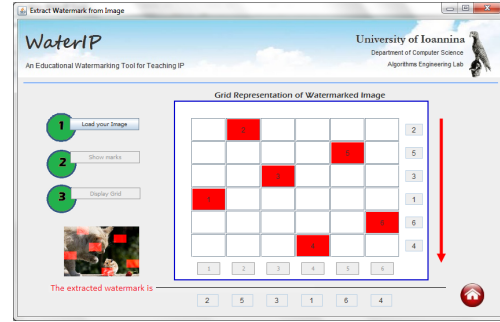 Extract Watermark from Image
WaterIP
University of Ioannina
Department of Computer Science
Algorithms Engineering Lab
An Educational Watermarking Tool for Teaching IP
Grid Representation of Watermarked Image
1 Load your Image
2 Show marks
3 Display Grid
2 2
5 5
3 3
1 1
6 6
4 4
1 2 3 4 5 6
The extracted watermark is
2 5 3 1 6 4